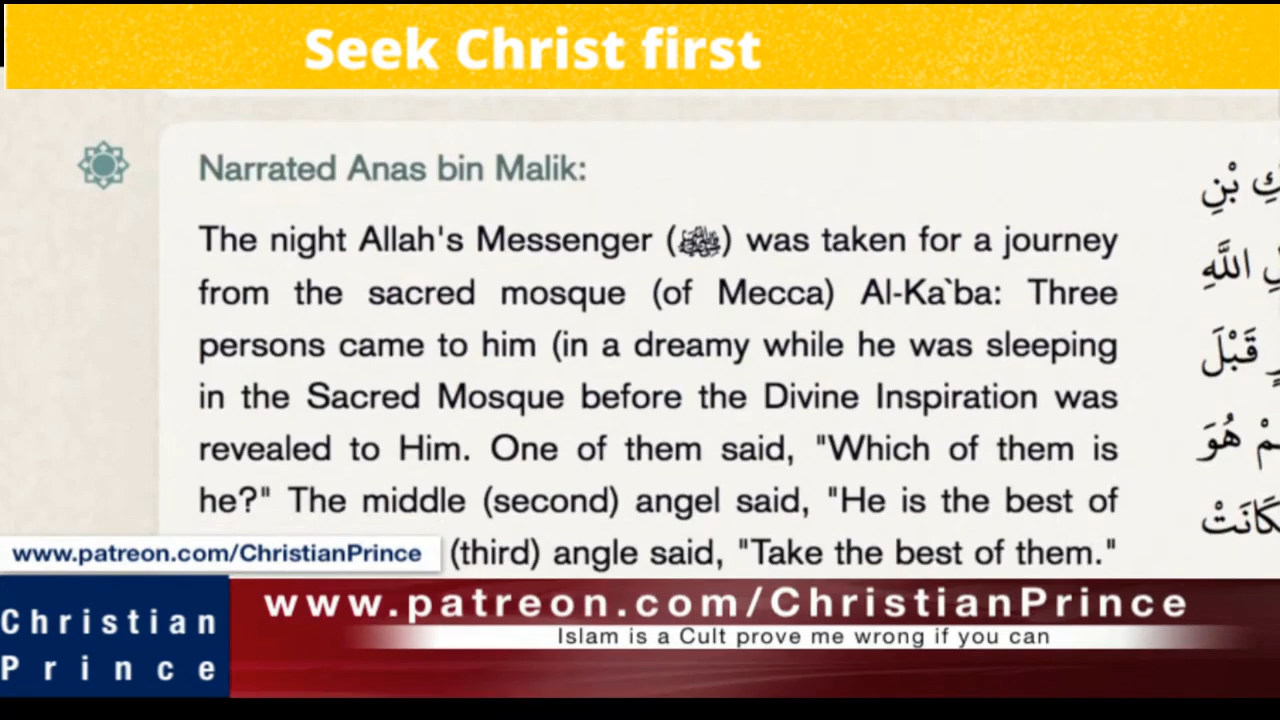 Seek Christ first
Narrated Anas bin Malik:
The night Allah's Messenger (ﷺ) was taken for a journey
from the sacred mosque (of Mecca) Al-Ka`ba: Three
persons came to him (in a dreamy while he was sleeping
in the Sacred Mosque before the Divine Inspiration was
revealed to Him. One of them said, "Which of them is
he?" The middle (second) angel said, "He is the best of
(third) angle said, "Take the best of them."
بْنِ
اللَّهِ
قَبْلَ
هُوَ
www.patreon.com/ChristianPrince
www.patreon.com/ChristianPrince
Islam is a Cult prove me wrong if you can
Christian
Prince